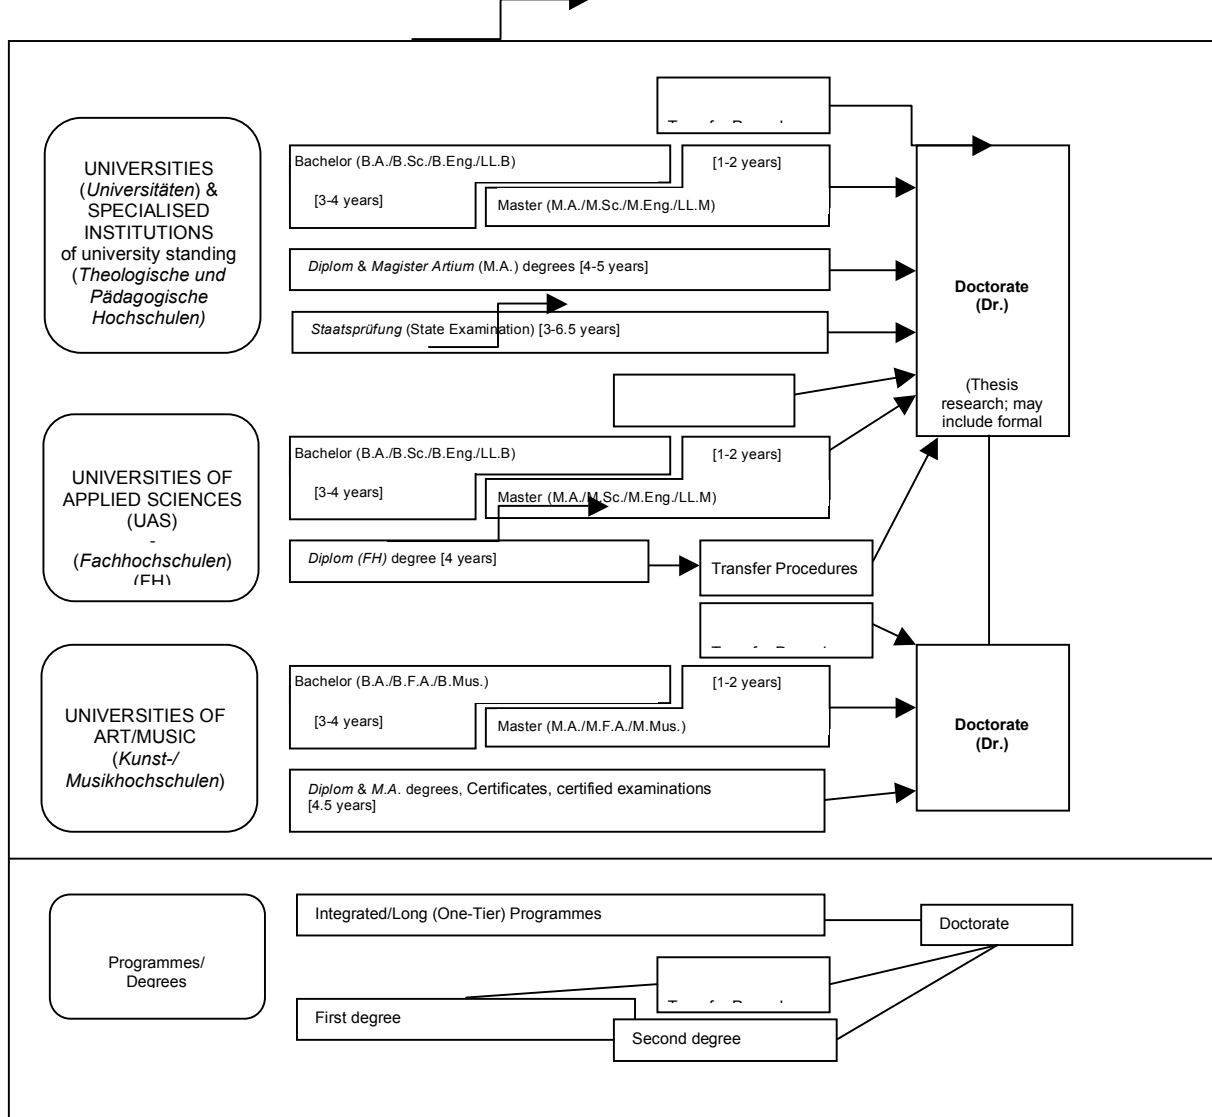 UNIVERSITIES
(Universitäten) &
SPECIALISED
INSTITUTIONS
of university standing
(Theologische und
Pädagogische
Hochschulen)
Bachelor (B.A./B.Sc./B.Eng./LL.B)
[3-4 years]
[1-2 years]
Master (M.A./M.Sc./M.Eng./LL.M)
Diplom & Magister Artium (M.A.) degrees [4-5 years]
Staatsprüfung (State Examination) [3-6.5 years]
Doctorate
(Dr.)
(Thesis
research; may
include formal
UNIVERSITIES OF
APPLIED SCIENCES
(UAS)
-
(Fachhochschulen)
(FH)
Bachelor (B.A./B.Sc./B.Eng./LL.B)
[3-4 years]
[1-2 years]
Master (M.A./M.Sc./M.Eng./LL.M)
Diplom (FH) degree [4 years]
Transfer Procedures
UNIVERSITIES OF
ART/MUSIC
(Kunst-/
Musikhochschulen)
Bachelor (B.A./B.F.A./B.Mus.)
[3-4 years]
[1-2 years]
Master (M.A./M.F.A./M.Mus.)
Diplom & M.A. degrees, Certificates, certified examinations
[4.5 years]
Doctorate
(Dr.)
Programmes/
Degrees
Integrated/Long (One-Tier) Programmes
Doctorate
First degree
Second degree